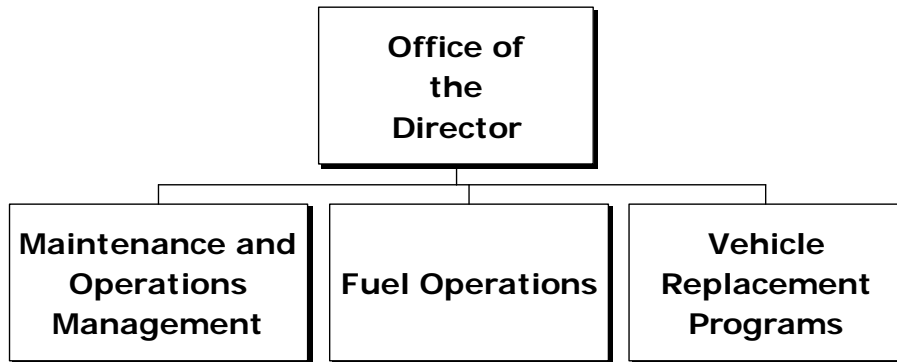 Office of
the
Director
Maintenance and
Operations
Management
Fuel Operations
Vehicle
Replacement
Programs